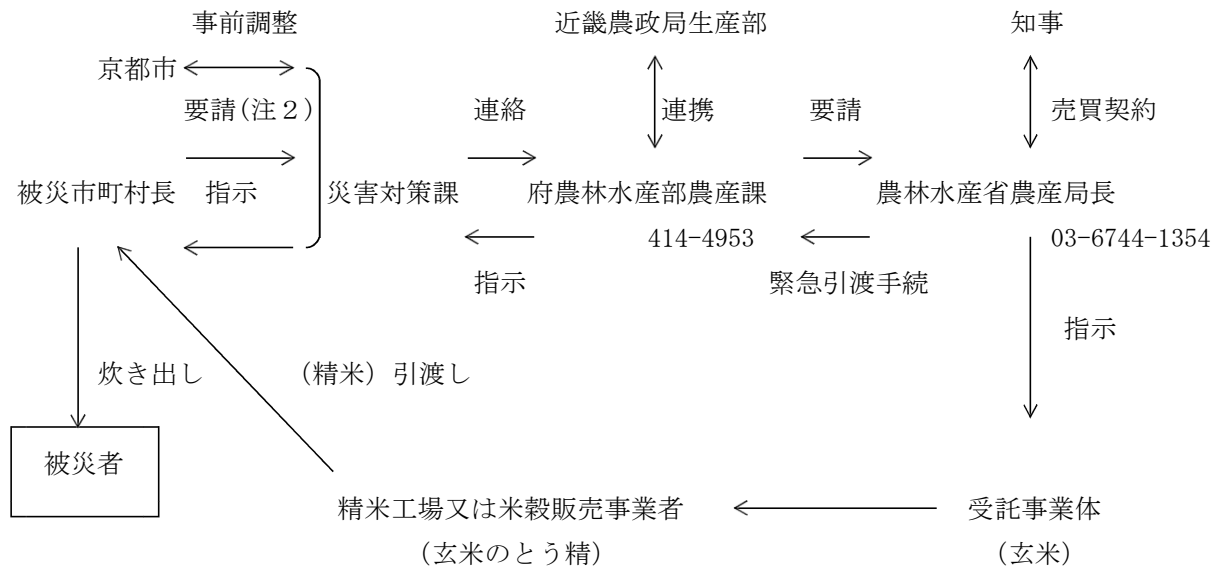 事前調整 近畿農政局生産部 知事
京都市
要請(注２) 連絡 連携 要請 売買契約
被災市町村長 指示 災害対策課 府農林水産部農産課 農林水産省農産局長
414-4953 03-6744-1354
指示 緊急引渡手続
指示
炊き出し (精米）引渡し
被災者
精米工場又は米穀販売事業者 受託事業体
(玄米のとう精) (玄米)